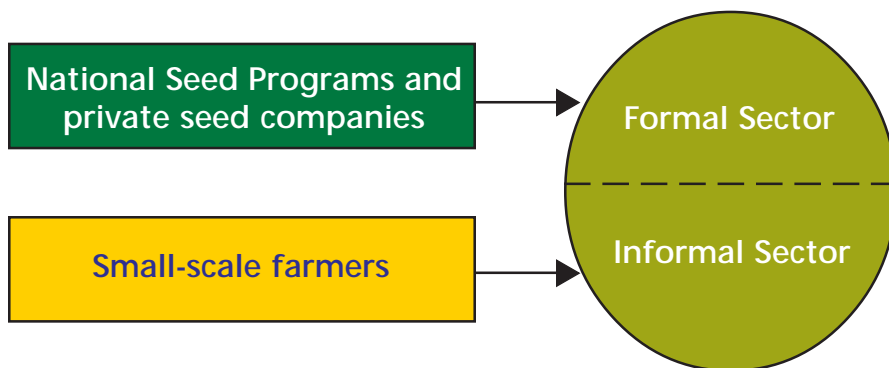 National Seed Programs and
private seed companies
Formal Sector
Small-scale farmers
Informal Sector